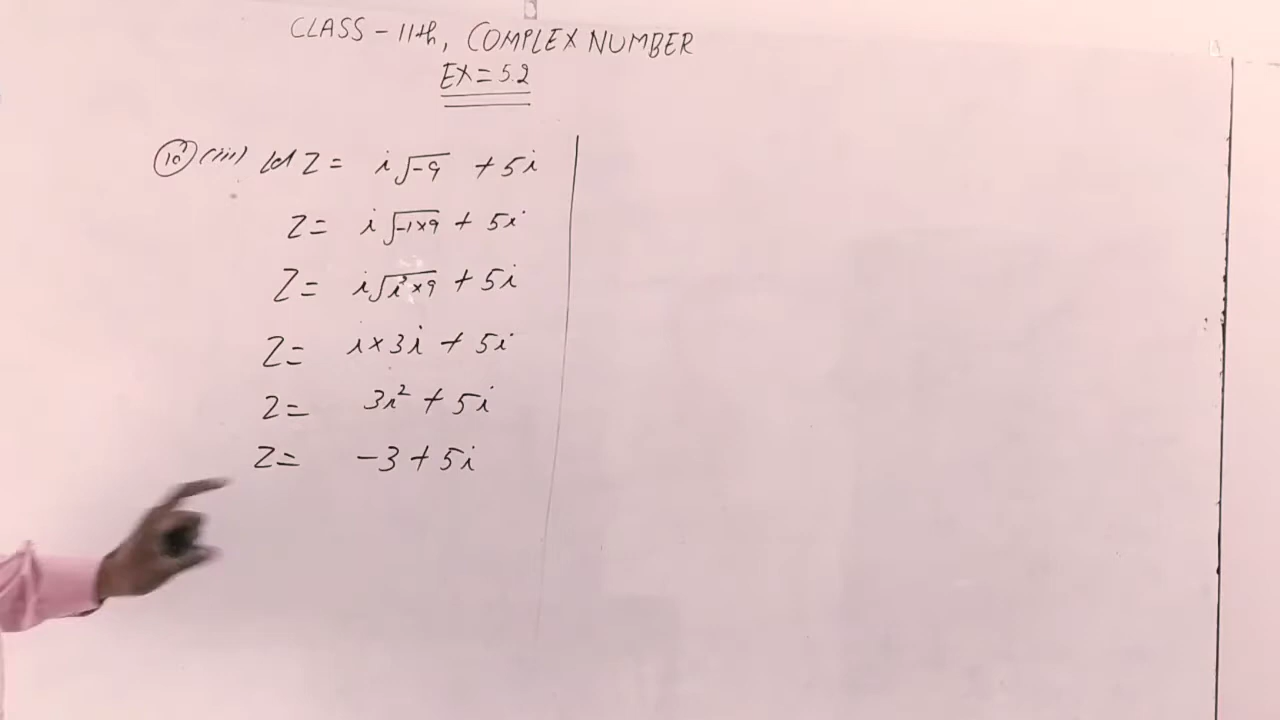 CLASS - 11th, COMPLEX NUMBER
EX = 5.2
10 (iii) let Z = i√-9 + 5i
Z = i√-1×9 + 5i
Z = i√i²×9 + 5i
Z = i×3i + 5i
Z = 3i² + 5i
Z = -3 + 5i